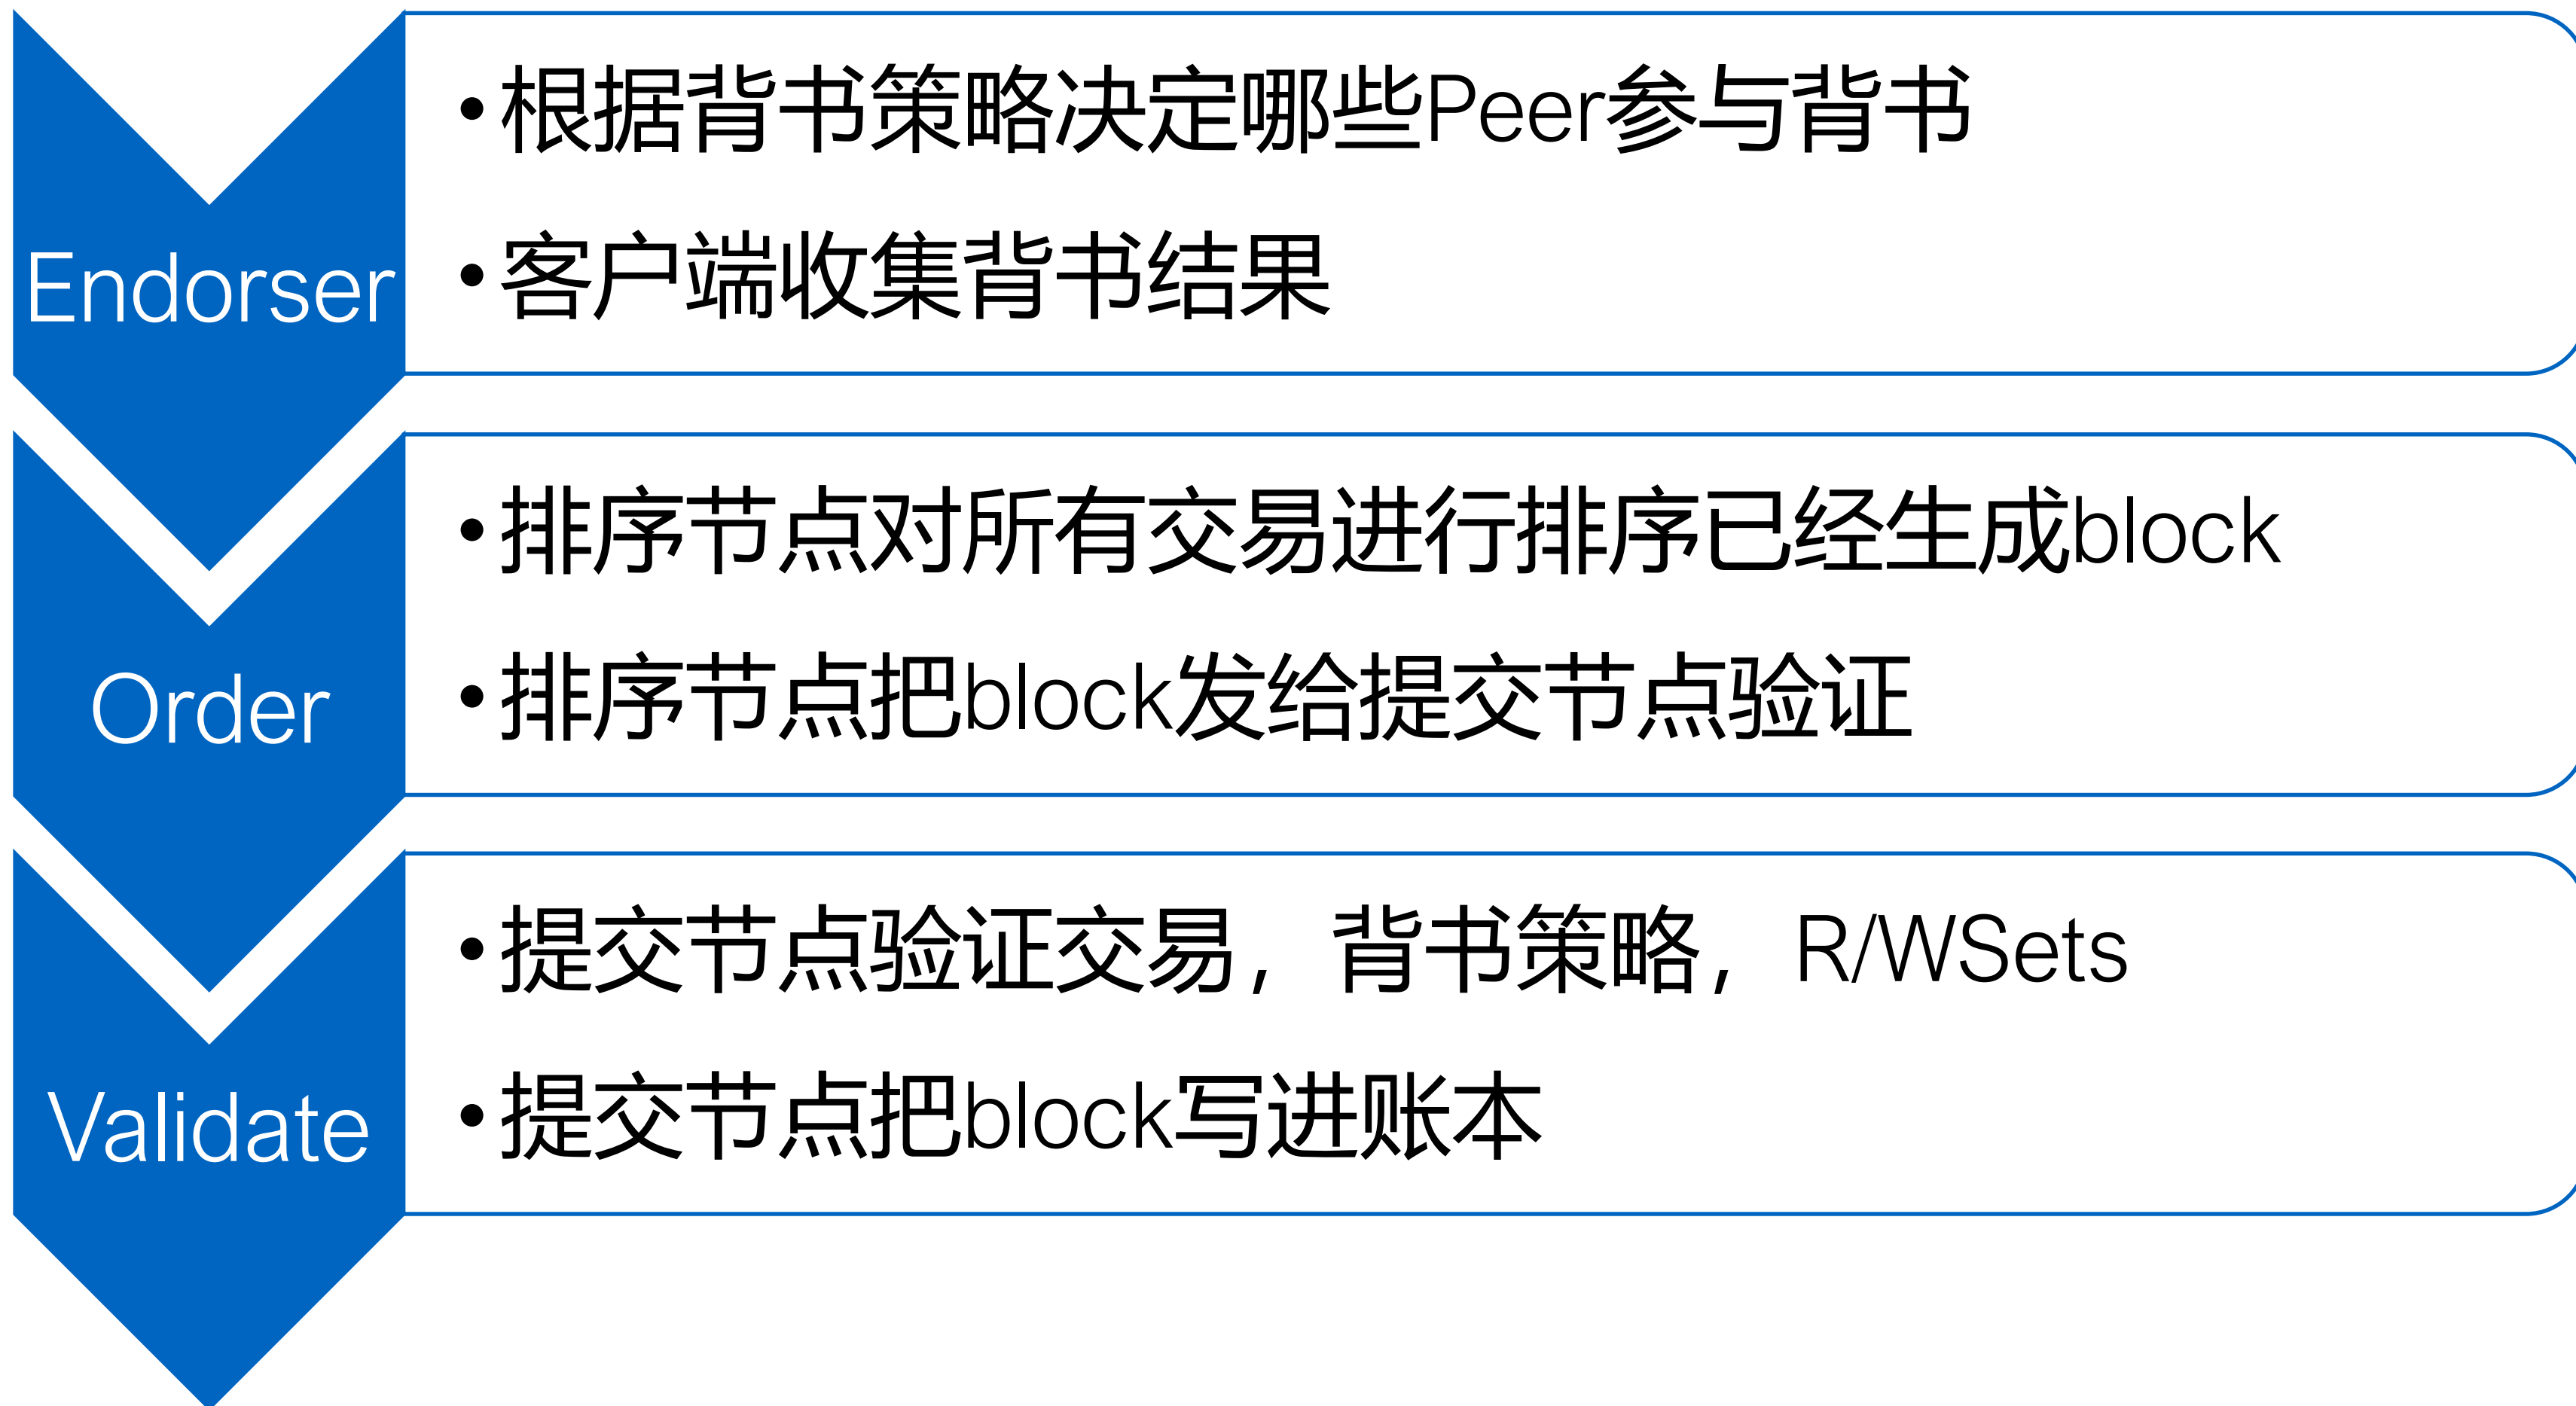 Endorser
•根据背书策略决定哪些Peer参与背书
•客户端收集背书结果
Order
•排序节点对所有交易进行排序已经生成block
•排序节点把block发给提交节点验证
Validate
•提交节点验证交易，背书策略，R/WSets
•提交节点把block写进账本